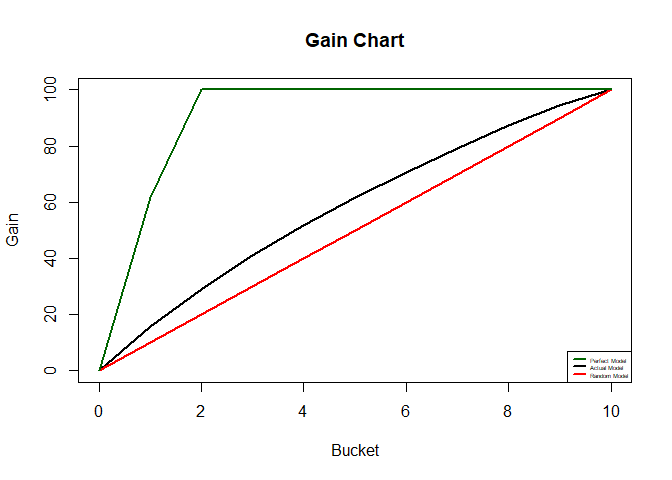 Gain Chart
100
80
60
40
20
0
Gain
0 2 4 6 8 10
Bucket
Perfect Model
Actual Model
Random Model